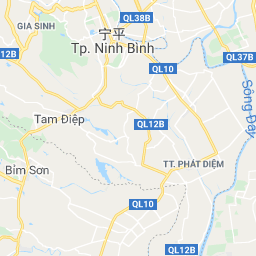 QL38B
GIA SINH
宁平
Tp. Ninh Bình
12B
QL37B
QL10
Sông Đáy
Tam Điệp
QL12B
TT. PHÁT DIỆM
Bỉm Sơn
QL10
QL12B